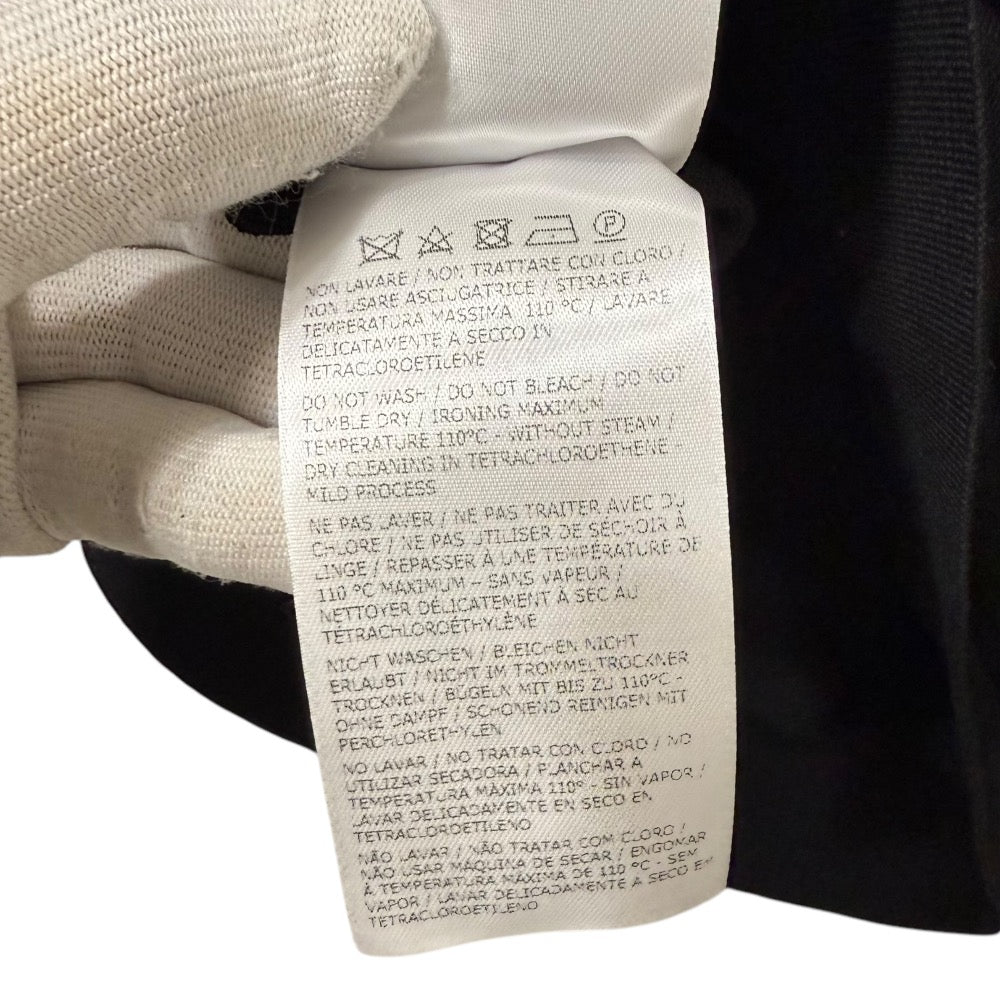 P
NON LAVARE / NON TRATTARE CON CLORO /
NON USARE ASCIUGATRICE / STIRARE A
TEMPERATURA MASSIMA 110 °C / LAVARE
DELICATAMENTE A SECCO IN
TETRACLOROETILENE
DO NOT WASH / DO NOT BLEACH / DO NOT
TUMBLE DRY / IRONING MAXIMUM
TEMPERATURE 110°C - WITHOUT STEAM /
DRY CLEANING IN TETRACHLOROETHENE -
MILD PROCESS
NE PAS LAVER / NE PAS TRAITER AVEC DU
CHLORE / NE PAS UTILISER DE SÉCHOIR À
LINGE / REPASSER À UNE TEMPÉRATURE DE
110 °C MAXIMUM - SANS VAPEUR /
NETTOYER DÉLICATEMENT À SEC AU
TÉTRACHLOROÉTHYLÈNE
NICHT WASCHEN / BLEICHEN NICHT
ERLAUBT / NICHT IM TROMMELTROCKNER
TROCKNEN / BÜGELN MIT BIS ZU 110°C -
OHNE DAMPF / SCHONEND REINIGEN MIT
PERCHLORETHYLEN
NO LAVAR / NO TRATAR CON CLORO / NO
UTILIZAR SECADORA / PLANCHAR A
TEMPERATURA MÁXIMA 110° - SIN VAPOR /
LAVAR DELICADAMENTE EN SECO EN
TETRACLOROETILENO
NÃO LAVAR / NÃO TRATAR COM CLORO /
NÃO USAR MÁQUINA DE SECAR / ENGOMAR
À TEMPERATURA MÁXIMA DE 110 °C - SEM
VAPOR / LAVAR DELICADAMENTE A SECO EM
TETRACLOROETILENO